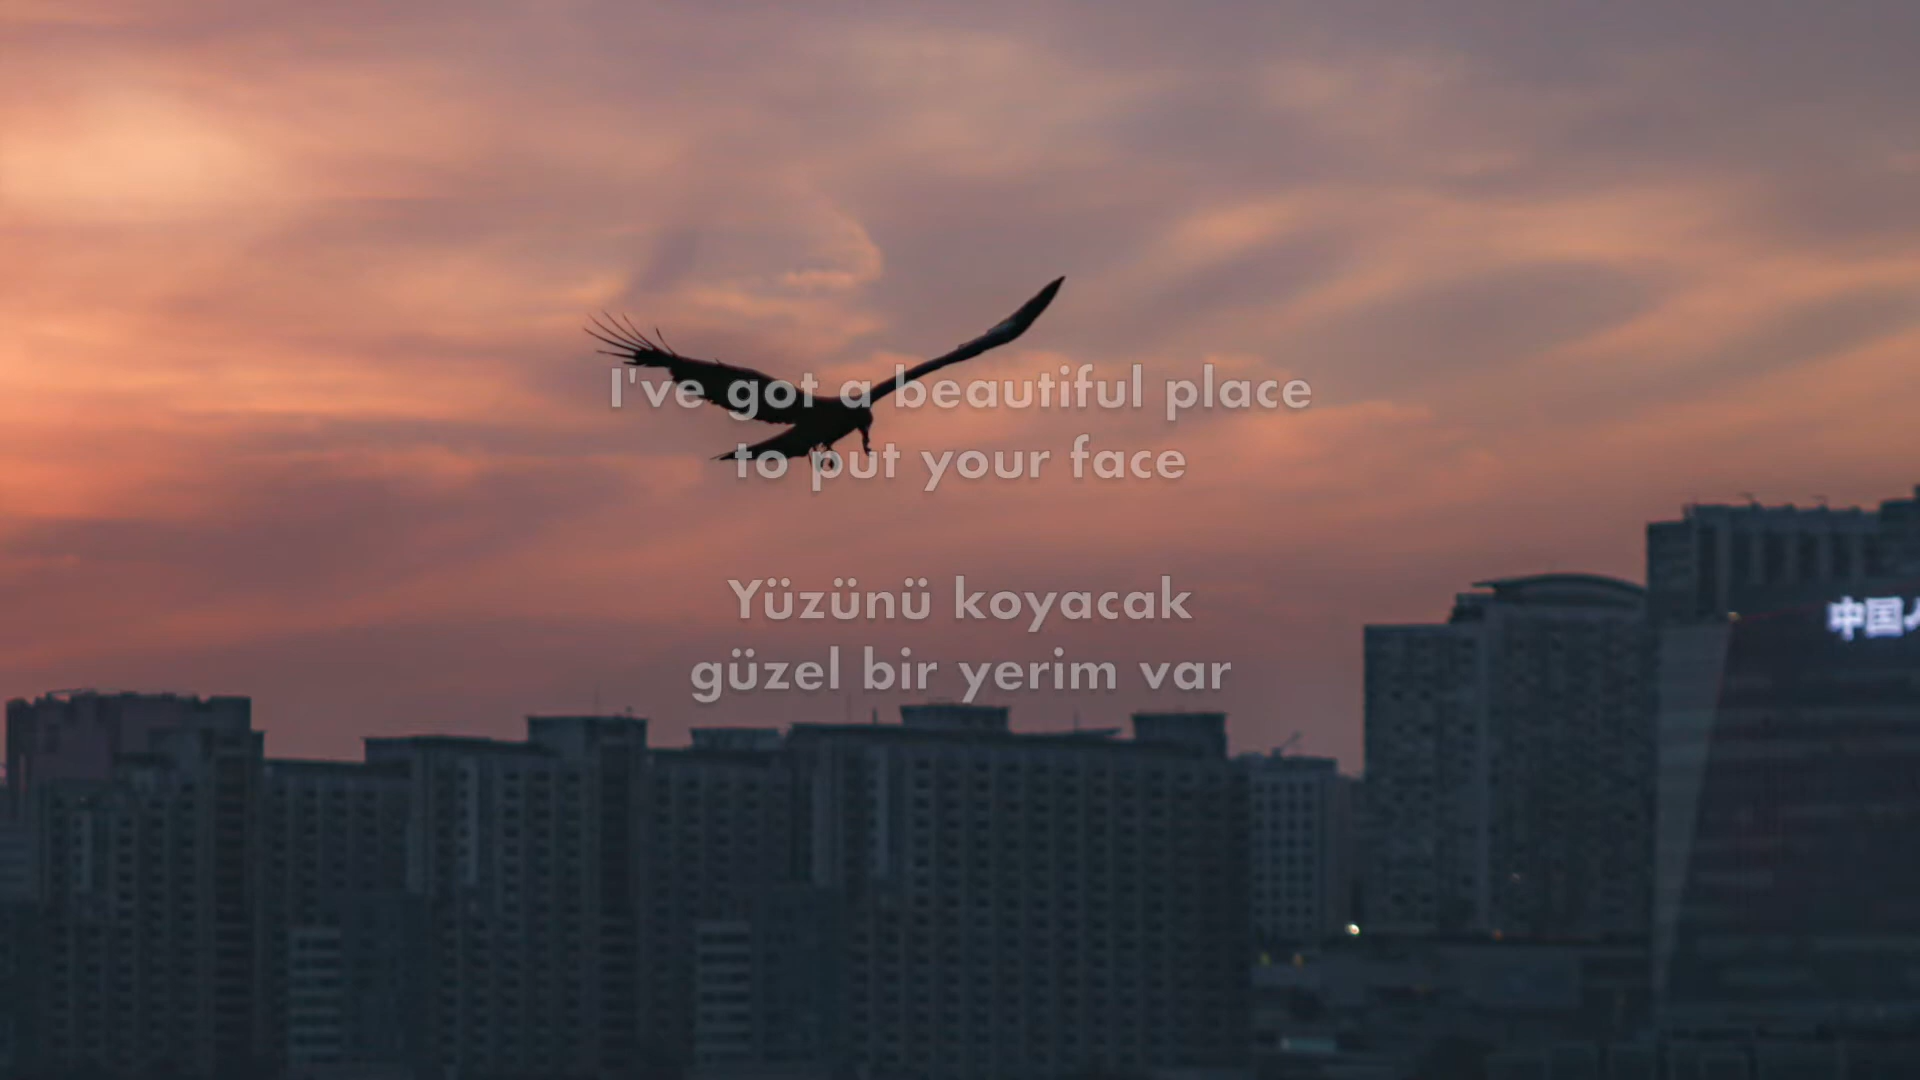 I've got a beautiful place
to put your face
Yüzünü koyacak
güzel bir yerim var
中国